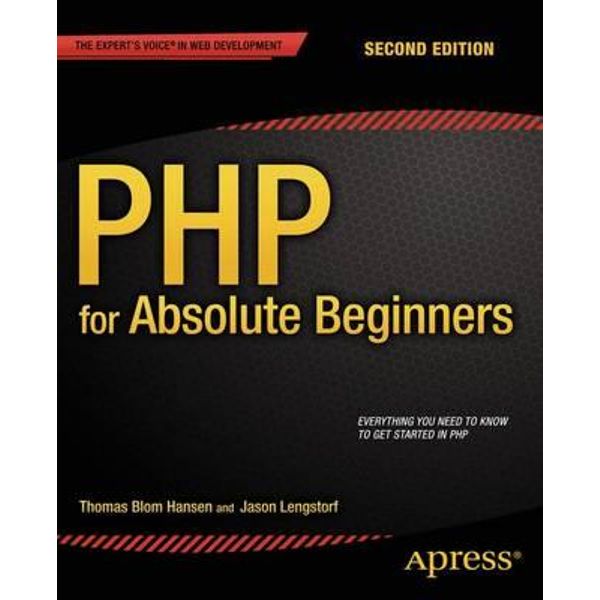 THE EXPERT'S VOICE® IN WEB DEVELOPMENT
SECOND EDITION
PHP
for Absolute Beginners
EVERYTHING YOU NEED TO KNOW
TO GET STARTED IN PHP
Thomas Blom Hansen and Jason Lengstorf
Apress®